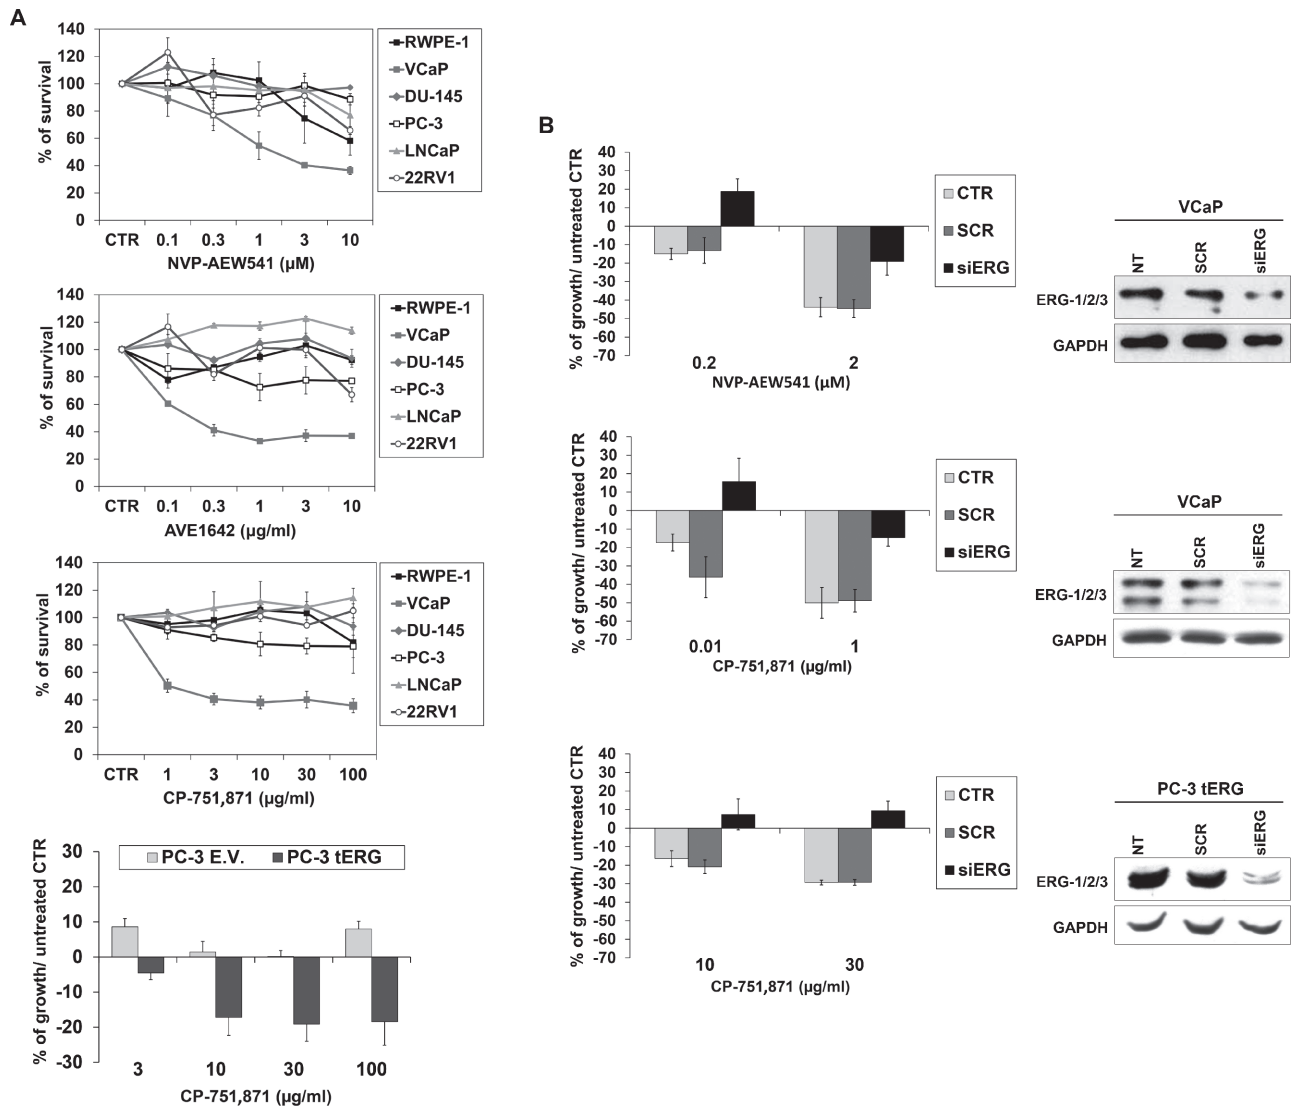 A
140
120
100
80
60
40
20
0
% of survival
CTR 0.1 0.3 1 3 10
NVP-AEW541 (µM)
RWPE-1
VCaP
DU-145
PC-3
LNCaP
22RV1
140
120
100
80
60
40
20
0
% of survival
CTR 0.1 0.3 1 3 10
AVE1642 (µg/ml)
RWPE-1
VCaP
DU-145
PC-3
LNCaP
22RV1
140
120
100
80
60
40
20
0
% of survival
CTR 1 3 10 30 100
CP-751,871 (µg/ml)
RWPE-1
VCaP
DU-145
PC-3
LNCaP
22RV1
30
20
10
0
-10
-20
-30
% of growth/ untreated CTR
PC-3 E.V. PC-3 tERG
3 10 30 100
CP-751,871 (µg/ml)
B
40
30
20
10
0
-10
-20
-30
-40
-50
-60
-70
% of growth/ untreated CTR
0.2 2
NVP-AEW541 (µM)
CTR
SCR
siERG
VCaP
NT SCR siERG
ERG-1/2/3
GAPDH
40
30
20
10
0
-10
-20
-30
-40
-50
-60
-70
% of growth/ untreated CTR
0.01 1
CP-751,871 (µg/ml)
CTR
SCR
siERG
VCaP
NT SCR siERG
ERG-1/2/3
GAPDH
40
30
20
10
0
-10
-20
-30
-40
-50
-60
-70
% of growth/ untreated CTR
10 30
CP-751,871 (µg/ml)
CTR
SCR
siERG
PC-3 tERG
NT SCR siERG
ERG-1/2/3
GAPDH